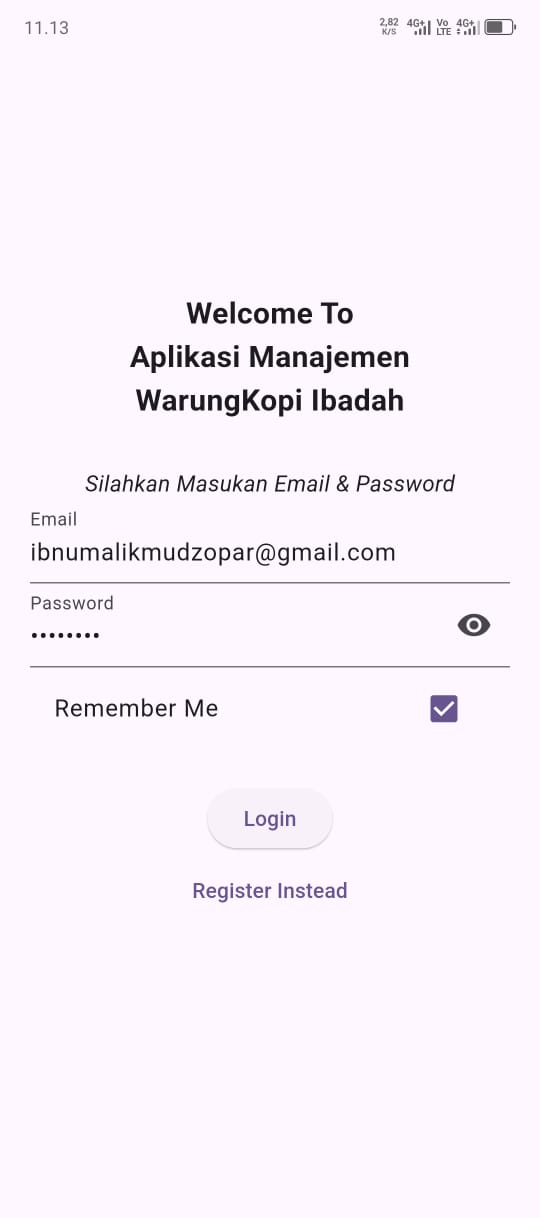 11.13
2,82 K/S 4G+ Vo LTE 4G+
Welcome To
Aplikasi Manajemen
WarungKopi Ibadah
Silahkan Masukan Email & Password
Email
ibnumalikmudzopar@gmail.com
Password
••••••••
Remember Me
Login
Register Instead